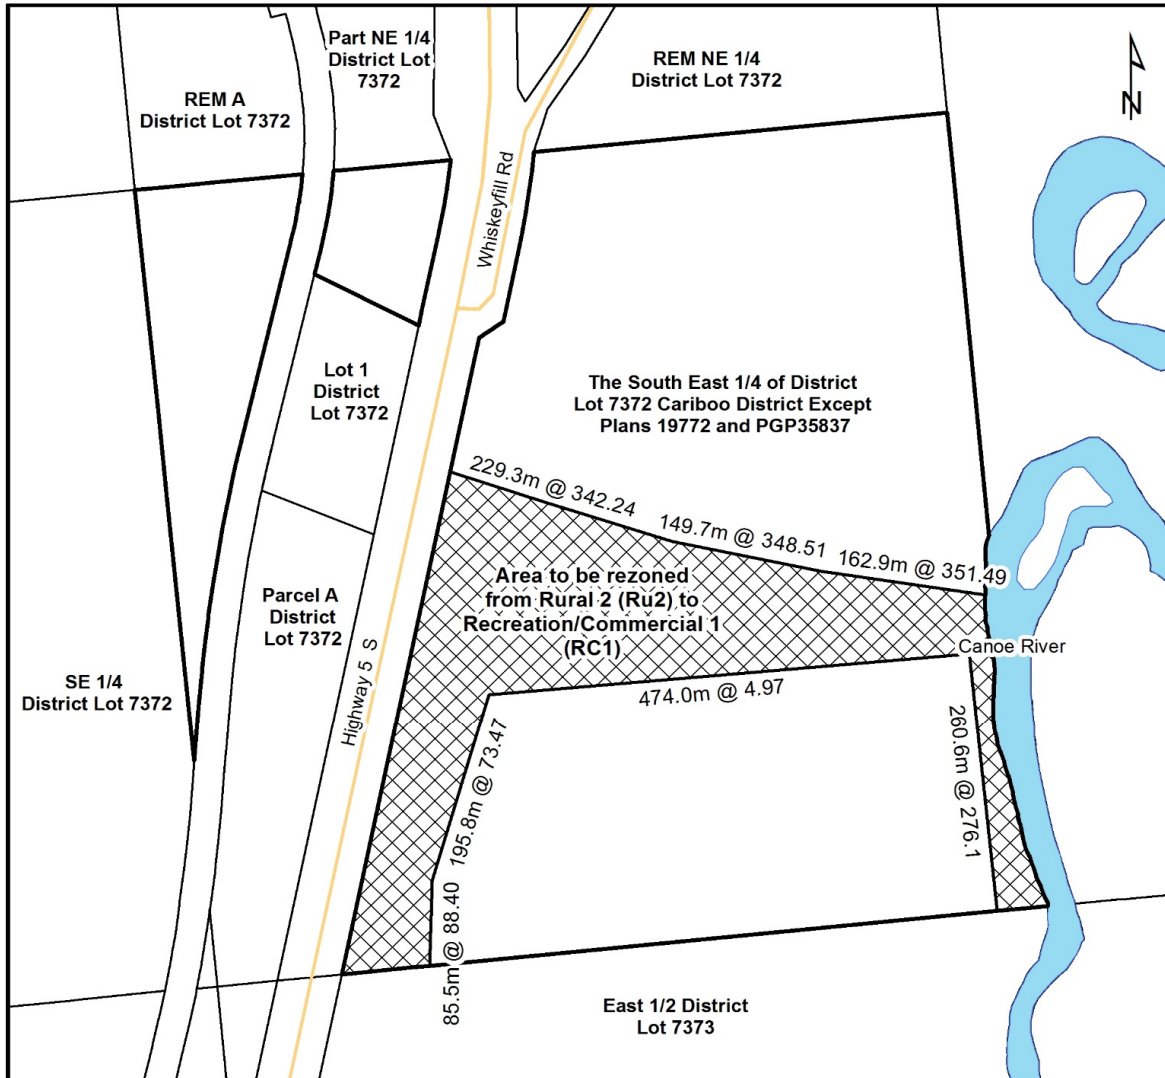 Part NE 1/4
District Lot
7372
REM NE 1/4
District Lot 7372
REM A
District Lot 7372
N
Whiskeyfill Rd
Lot 1
District
Lot 7372
The South East 1/4 of District
Lot 7372 Cariboo District Except
Plans 19772 and PGP35837
229.3m @ 342.24
149.7m @ 348.51
162.9m @ 351.49
Area to be rezoned
from Rural 2 (Ru2) to
Recreation/Commercial 1
(RC1)
Parcel A
District
Lot 7372
Canoe River
SE 1/4
District Lot 7372
Highway 5 S
474.0m @ 4.97
195.8m @ 73.47
260.6m @ 276.1
85.5m @ 88.40
East 1/2 District
Lot 7373